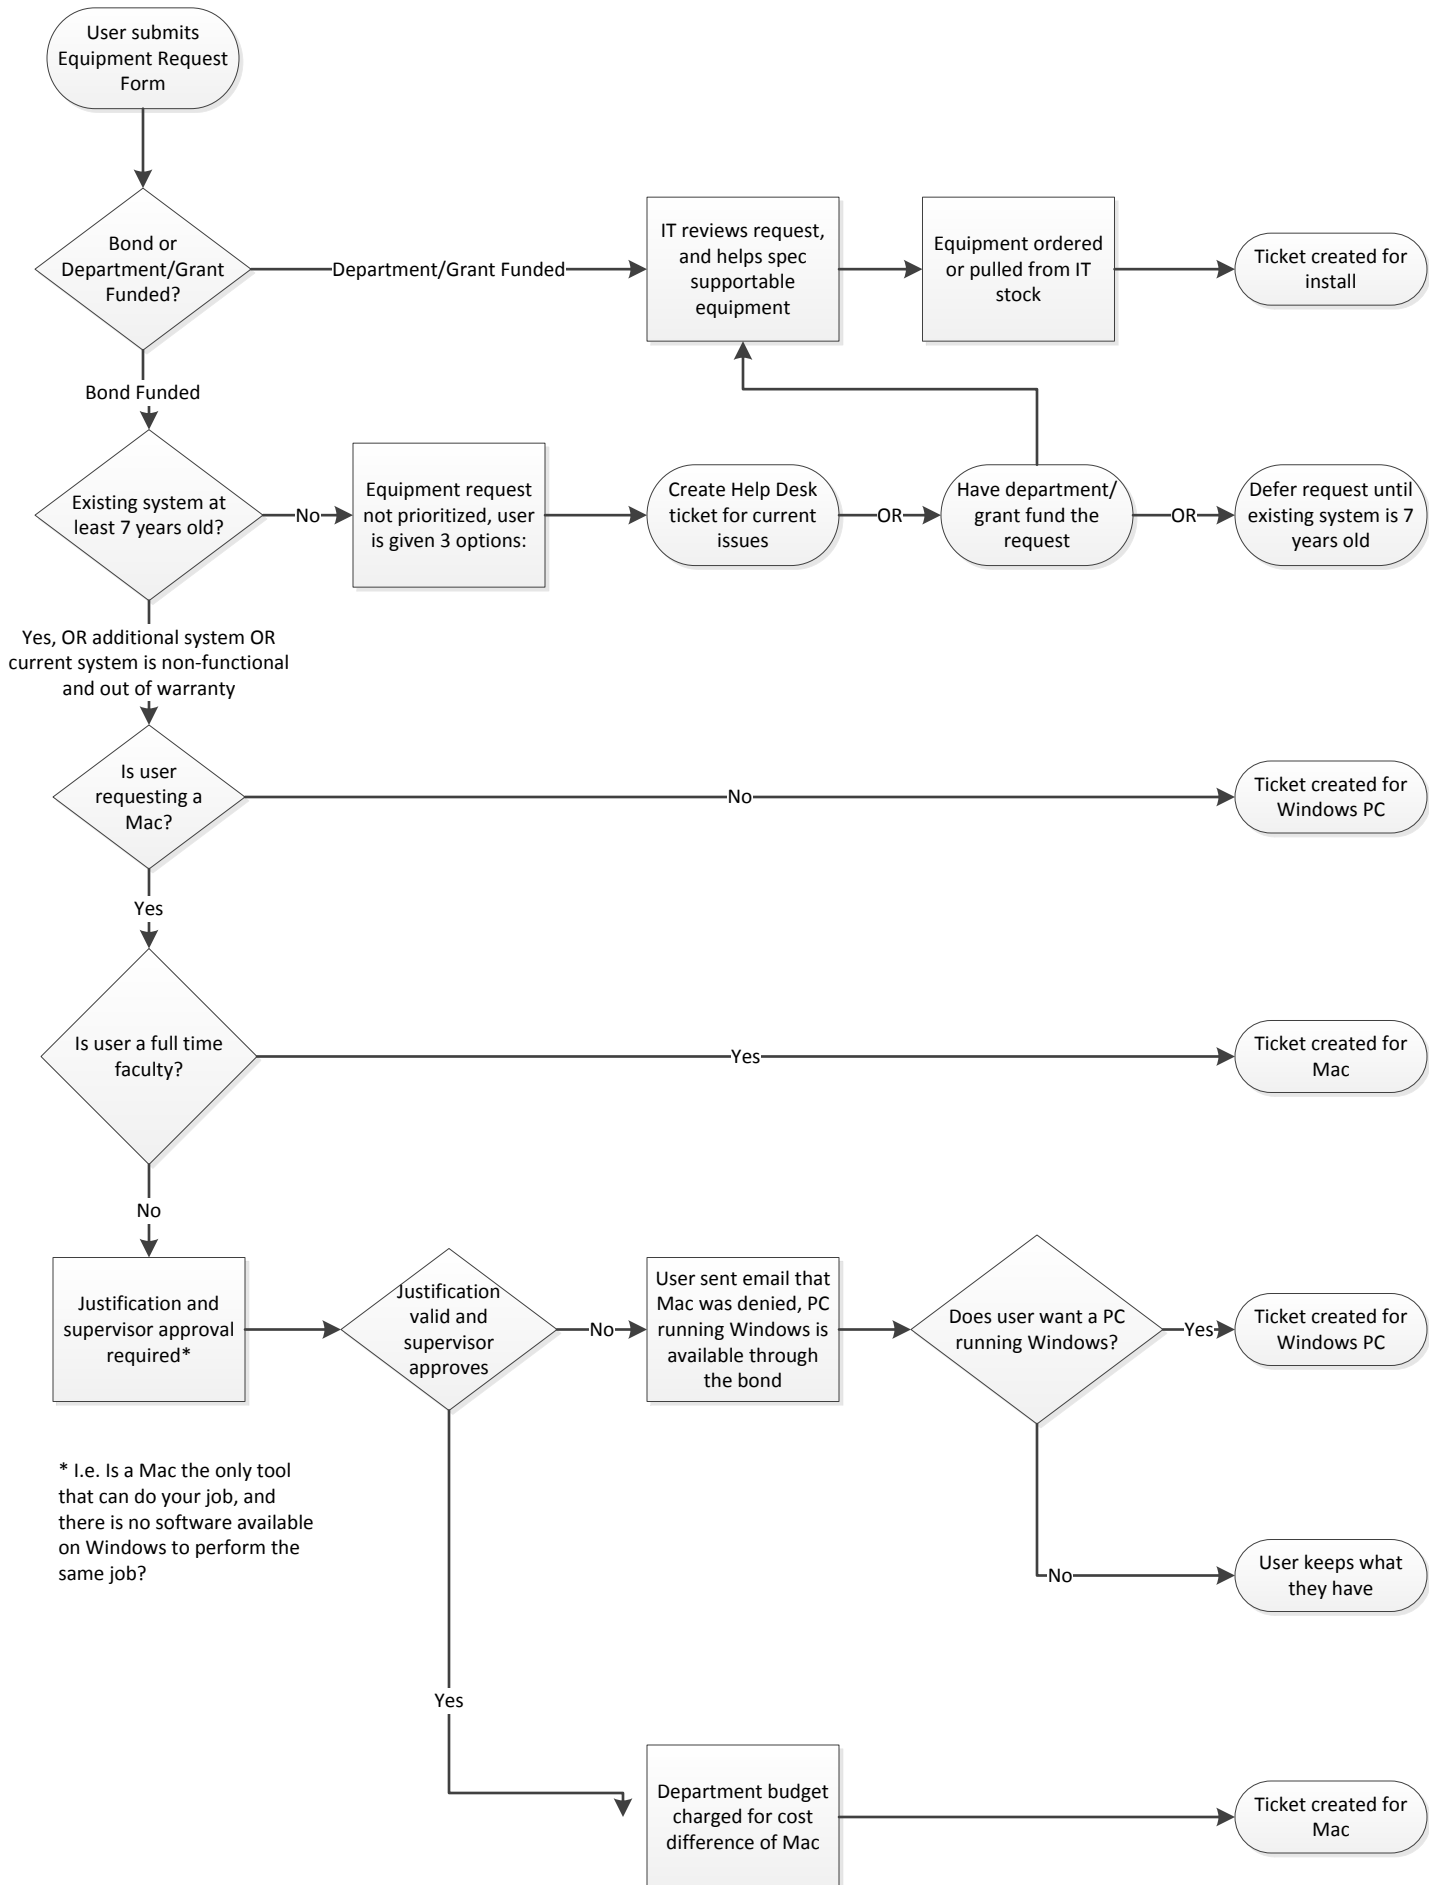 User submits
Equipment Request
Form
Bond or
Department/Grant
Funded?
Department/Grant Funded
IT reviews request,
and helps spec
supportable
equipment
Equipment ordered
or pulled from IT
stock
Ticket created for
install
Bond Funded
Existing system at
least 7 years old?
No
Equipment request
not prioritized, user
is given 3 options:
Create Help Desk
ticket for current
issues
OR
Have department/
grant fund the
request
OR
Defer request until
existing system is 7
years old
Yes, OR additional system OR
current system is non-functional
and out of warranty
Is user
requesting a
Mac?
No
Ticket created for
Windows PC
Yes
Is user a full time
faculty?
Yes
Ticket created for
Mac
No
Justification and
supervisor approval
required*
Justification
valid and
supervisor
approves
No
User sent email that
Mac was denied, PC
running Windows is
available through
the bond
Does user want a PC
running Windows?
Yes
Ticket created for
Windows PC
* I.e. Is a Mac the only tool
that can do your job, and
there is no software available
on Windows to perform the
same job?
No
User keeps what
they have
Yes
Department budget
charged for cost
difference of Mac
Ticket created for
Mac